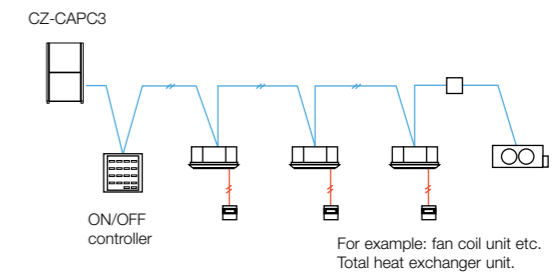 CZ-CAPC3
ON/OFF
controller
For example: fan coil unit etc.
Total heat exchanger unit.